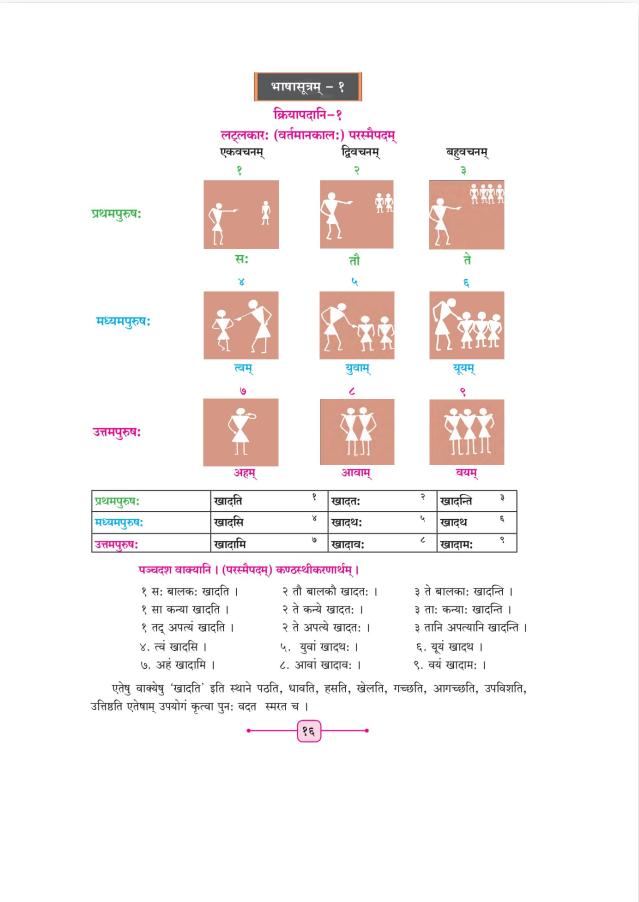 भाषासूत्रम् – १
क्रियापदानि–१
लट्लकार: (वर्तमानकाल:) परस्मैपदम्
एकवचनम् द्विवचनम् बहुवचनम्
१ २ ३
प्रथमपुरुष:
स: तौ ते
४ ५ ६
मध्यमपुरुष:
त्वम् युवाम् यूयम्
७ ८ ९
उत्तमपुरुष:
अहम् आवाम् वयम्
प्रथमपुरुष: खादति १ खादत: २ खादन्ति ३
मध्यमपुरुष: खादसि ४ खादथ: ५ खादथ ६
उत्तमपुरुष: खादामि ७ खादाव: ८ खादाम: ९
पञ्चदश वाक्यानि । (परस्मैपदम्) कण्ठस्थीकरणार्थम् ।
१ स: बालक: खादति । २ तौ बालकौ खादत: । ३ ते बालका: खादन्ति ।
१ सा कन्या खादति । २ ते कन्ये खादत: । ३ ता: कन्या: खादन्ति ।
१ तद् अपत्यं खादति । २ ते अपत्ये खादत: । ३ तानि अपत्यानि खादन्ति ।
४. त्वं खादसि । ५. युवां खादथ: । ६. यूयं खादथ ।
७. अहं खादामि । ८. आवां खादाव: । ९. वयं खादाम: ।
एतेषु वाक्येषु ‘खादति’ इति स्थाने पठति, धावति, हसति, खेलति, गच्छति, आगच्छति, उपविशति,
उत्तिष्ठति एतेषाम् उपयोगं कृत्वा पुन: वदत स्मरत च ।
१६